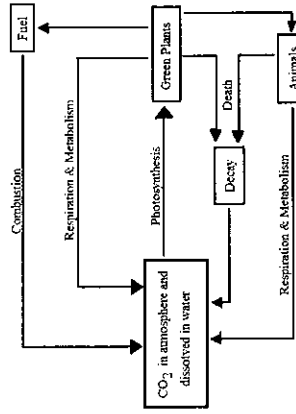 Fuel
Combustion
Respiration & Metabolism
Green Plants
Photosynthesis
Death
Animals
Decay
CO2 in atmosphere and
dissolved in water
Respiration & Metabolism